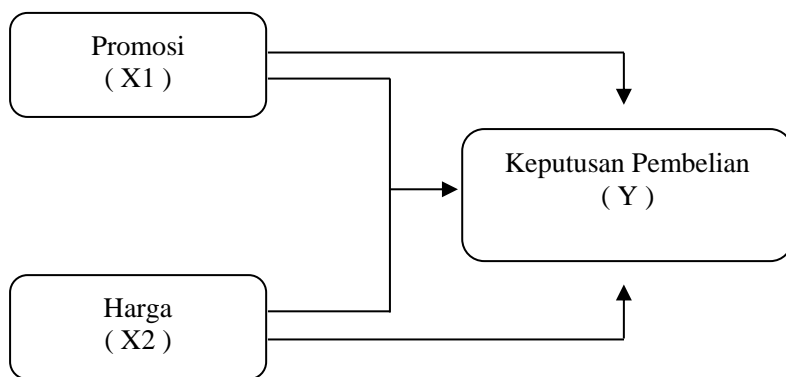 Promosi
( X1 )
Keputusan Pembelian
( Y )
Harga
( X2 )